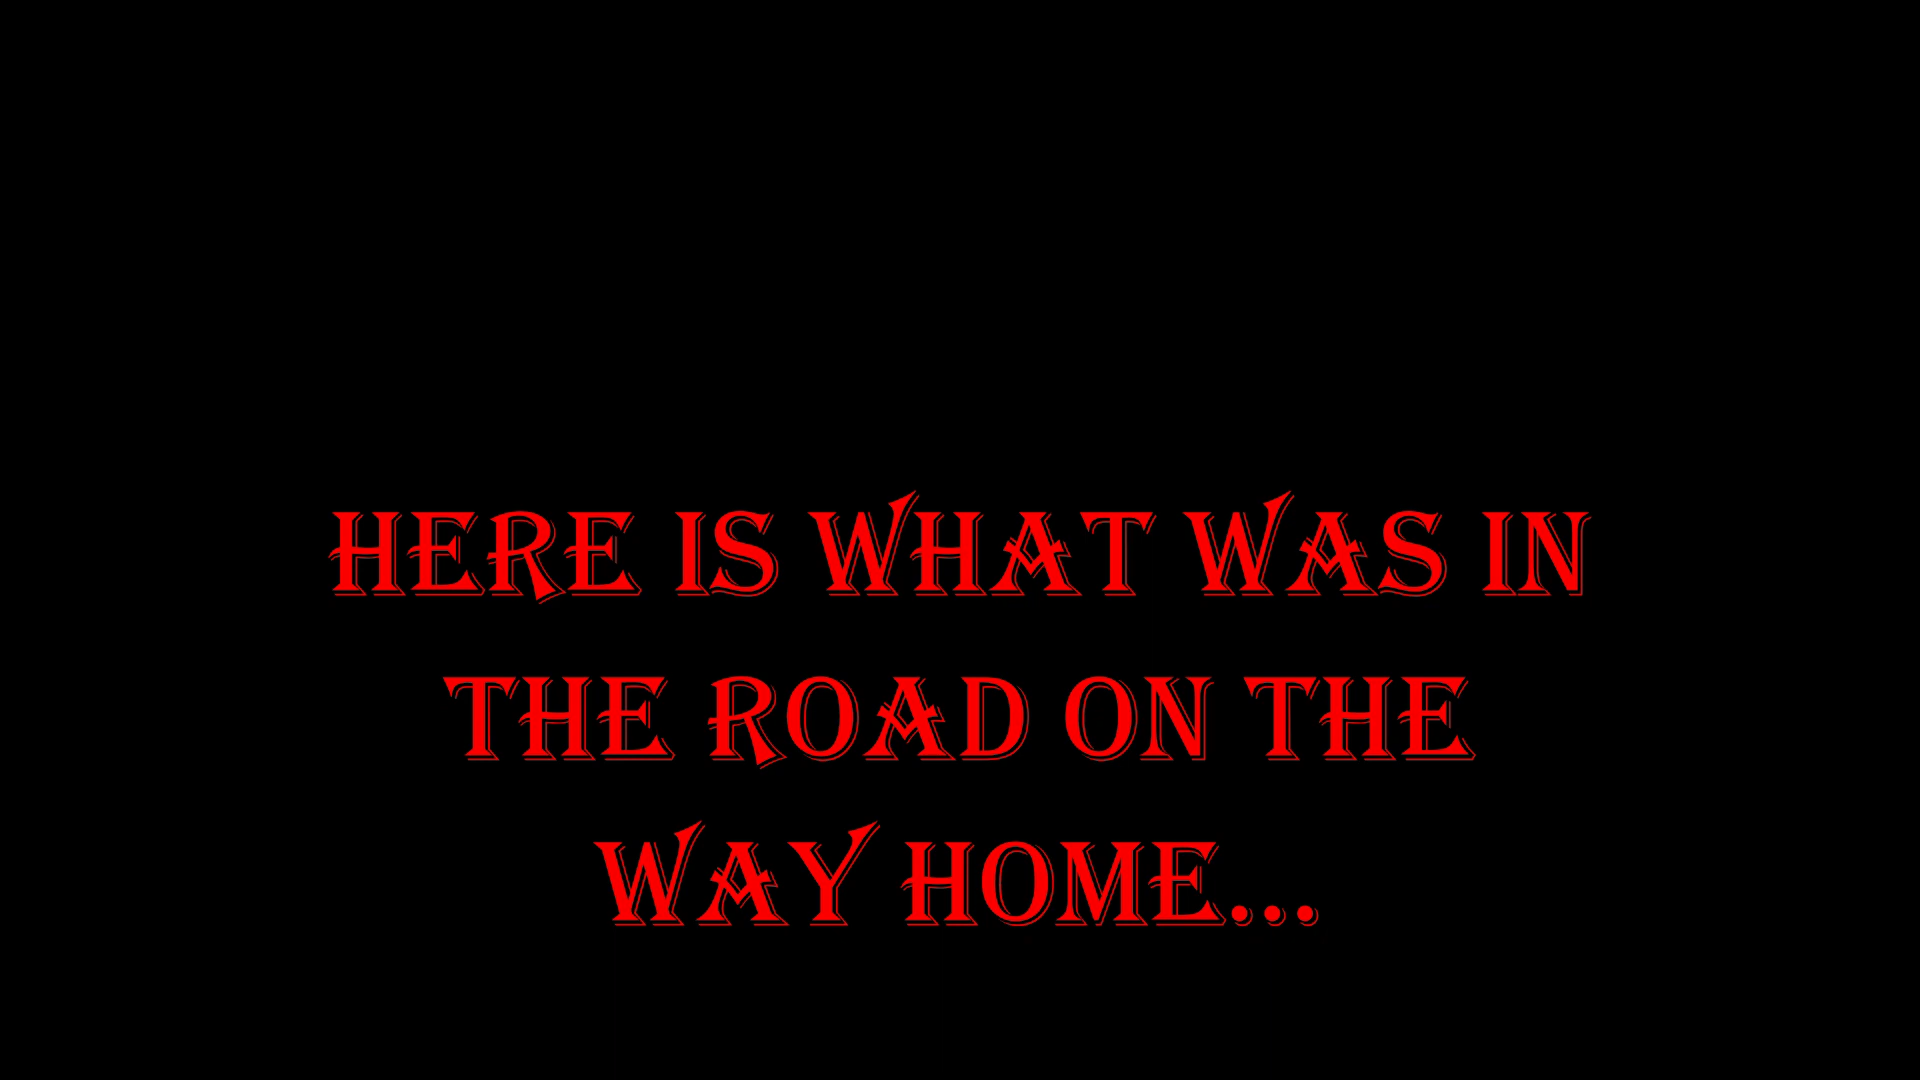 HERE IS WHAT WAS IN
THE ROAD ON THE
WAY HOME...